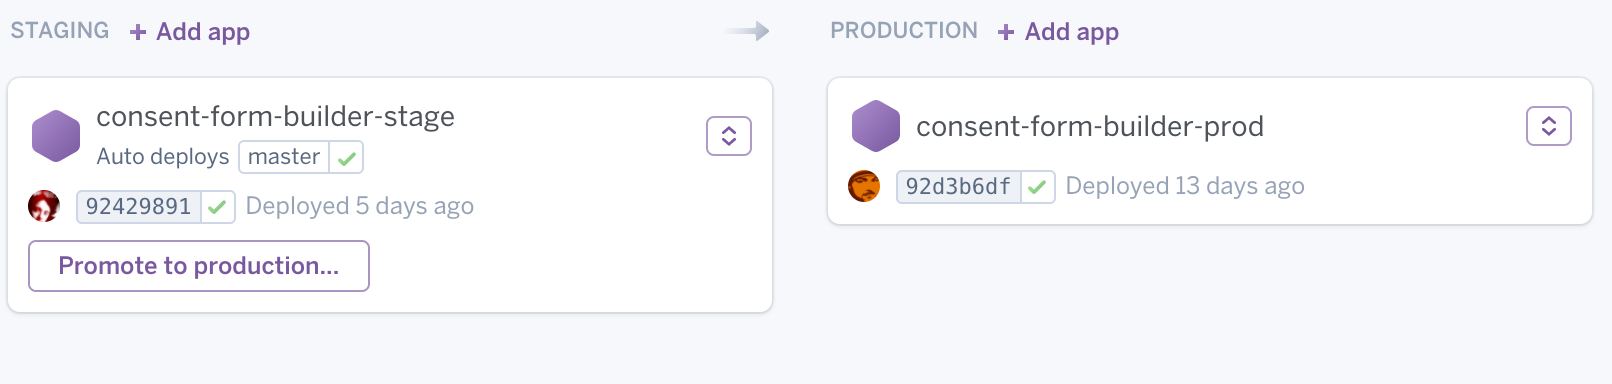 STAGING + Add app
consent-form-builder-stage
Auto deploys master
92429891 Deployed 5 days ago
Promote to production...
PRODUCTION + Add app
consent-form-builder-prod
92d3b6df Deployed 13 days ago